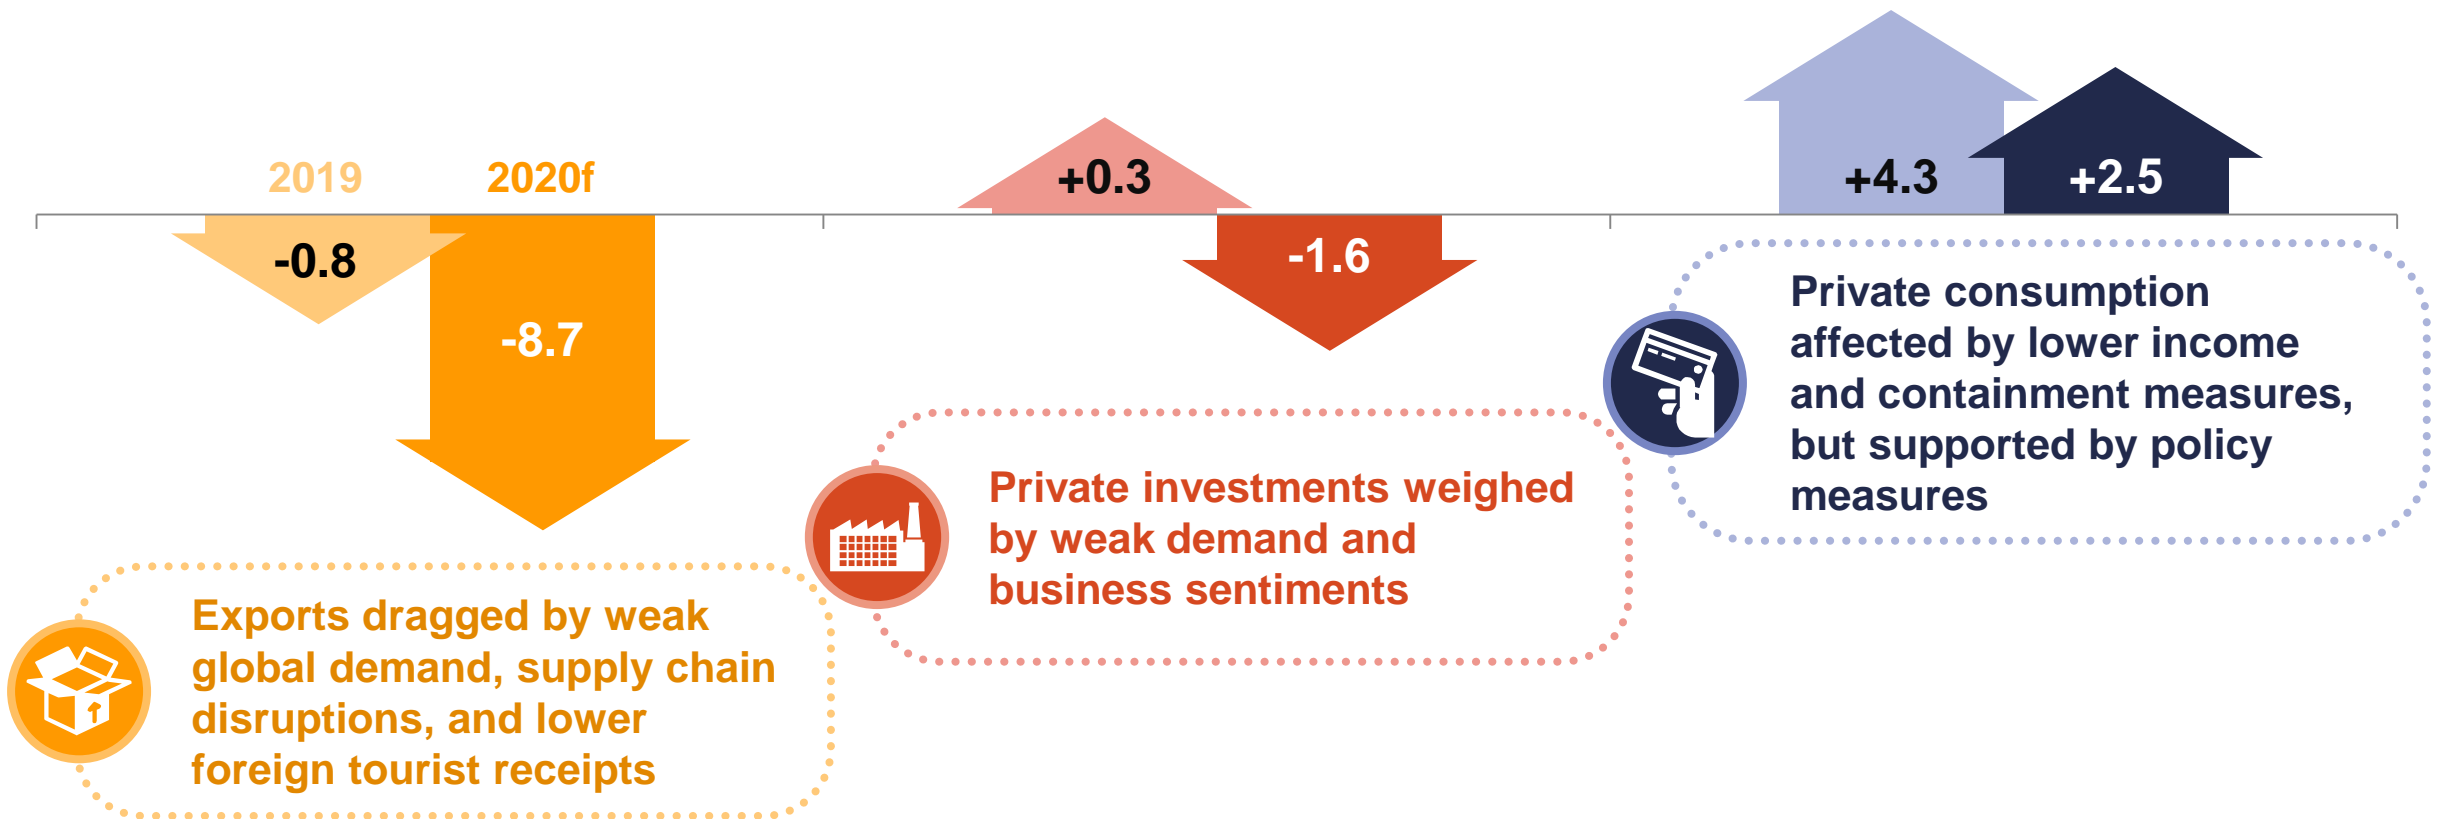 2019
2020f
-0.8
-8.7
Exports dragged by weak
global demand, supply chain
disruptions, and lower
foreign tourist receipts
+0.3
-1.6
Private investments weighed
by weak demand and
business sentiments
+4.3
+2.5
Private consumption
affected by lower income
and containment measures,
but supported by policy
measures